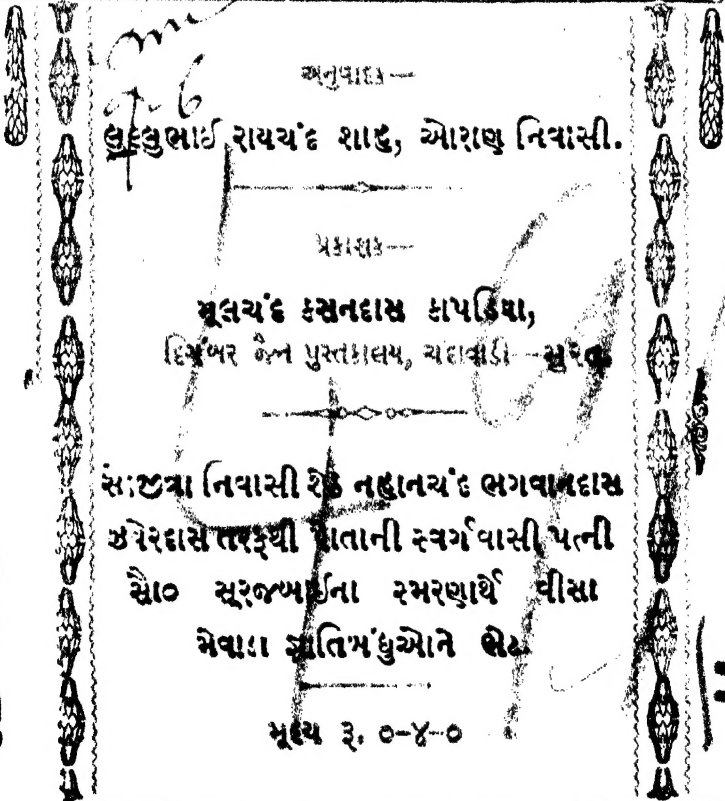 અનુવાદક—
લલ્લુભાઈ રાયચંદ શાહ, ઓરાણ નિવાસી.
પ્રકાશક—
મૂલચંદ કસનદાસ કાપડિયા,
દિગંબર જૈન પુસ્તકાલય, ચંદાવાડી—સૂરત.
સોજીત્રા નિવાસી શેઠ નહાનચંદ ભગવાનદાસ
ઝવેરદાસ તરફથી પોતાની સ્વર્ગવાસી પત્ની
સૌ૦ સૂરજબાઈના સ્મરણાર્થે વીસા
મેવાડા જ્ઞાતિબંધુઓને ભેટ.
મૂલ્ય રૂ. ૦-૪-૦